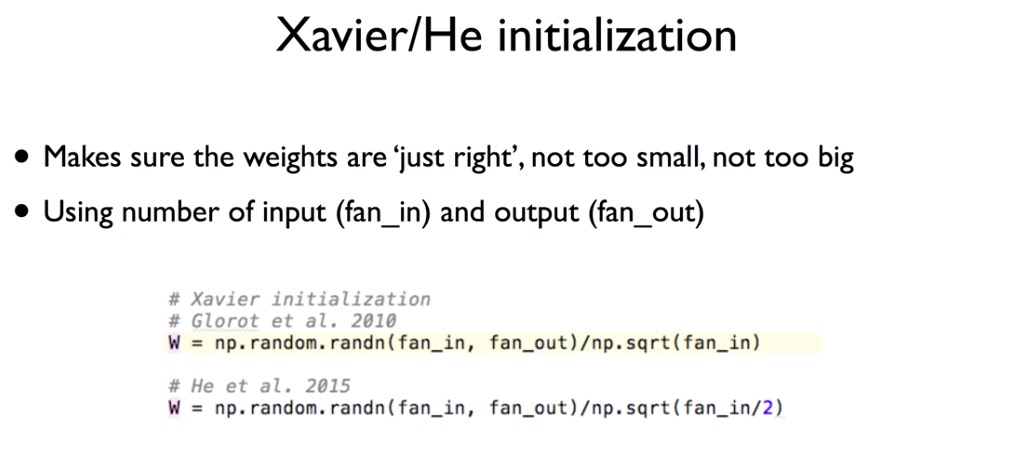 Xavier/He initialization
• Makes sure the weights are ‘just right’, not too small, not too big
• Using number of input (fan_in) and output (fan_out)
# Xavier initialization
# Glorot et al. 2010
W = np.random.randn(fan_in, fan_out)/np.sqrt(fan_in)
# He et al. 2015
W = np.random.randn(fan_in, fan_out)/np.sqrt(fan_in/2)